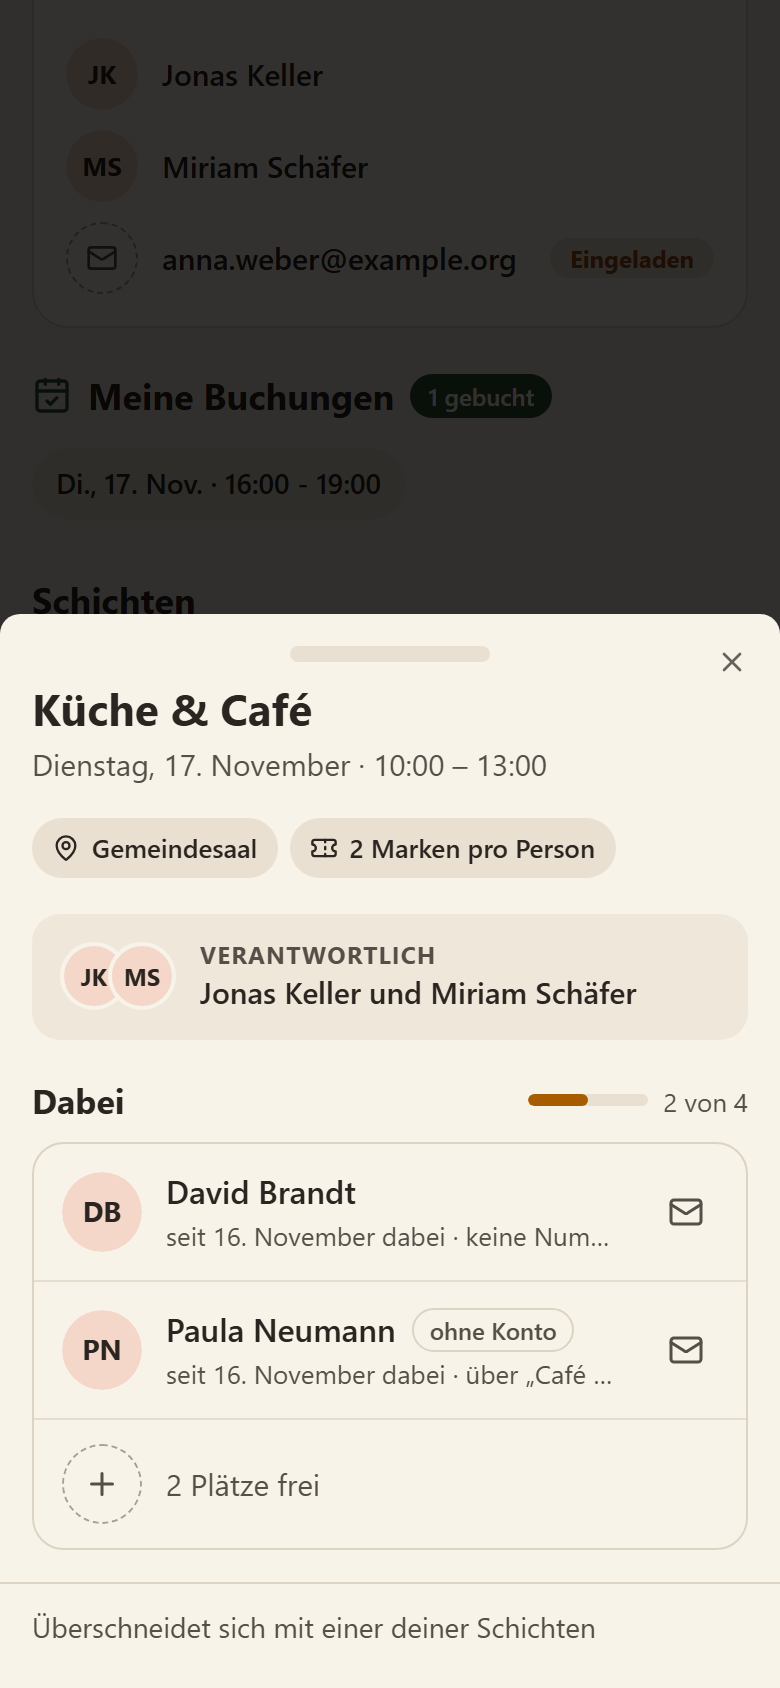 JK Jonas Keller
MS Miriam Schäfer
anna.weber@example.org Eingeladen
Meine Buchungen 1 gebucht
Di., 17. Nov. · 16:00 - 19:00
Schichten
Küche & Café
Dienstag, 17. November · 10:00 – 13:00
Gemeindesaal 2 Marken pro Person
JK MS VERANTWORTLICH
Jonas Keller und Miriam Schäfer
Dabei 2 von 4
DB David Brandt
seit 16. November dabei · keine Num...
PN Paula Neumann ohne Konto
seit 16. November dabei · über „Café ...
2 Plätze frei
Überschneidet sich mit einer deiner Schichten